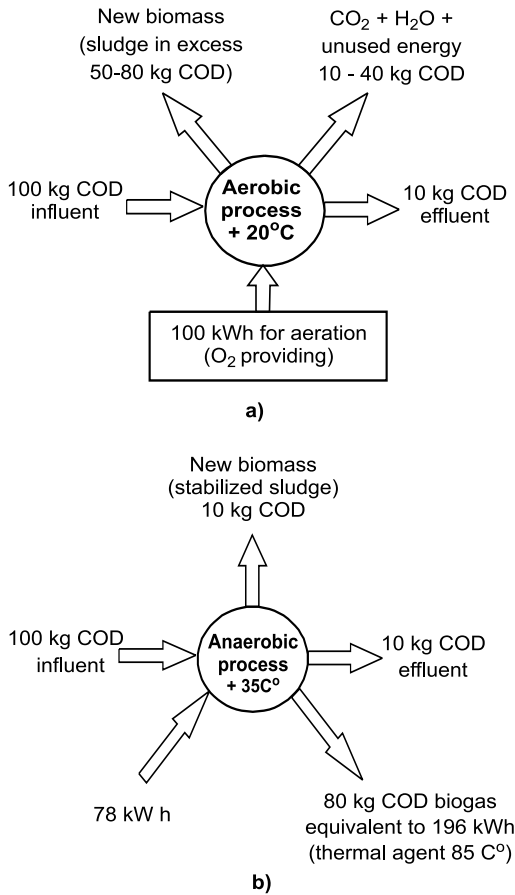 New biomass
(sludge in excess
50-80 kg COD)
CO₂ + H₂O +
unused energy
10 - 40 kg COD
100 kg COD
influent
Aerobic
process
+ 20°C
10 kg COD
effluent
100 kWh for aeration
(O₂ providing)
a)
New biomass
(stabilized sludge)
10 kg COD
100 kg COD
influent
Anaerobic
process
+ 35C°
10 kg COD
effluent
78 kW h
80 kg COD biogas
equivalent to 196 kWh
(thermal agent 85 C°)
b)